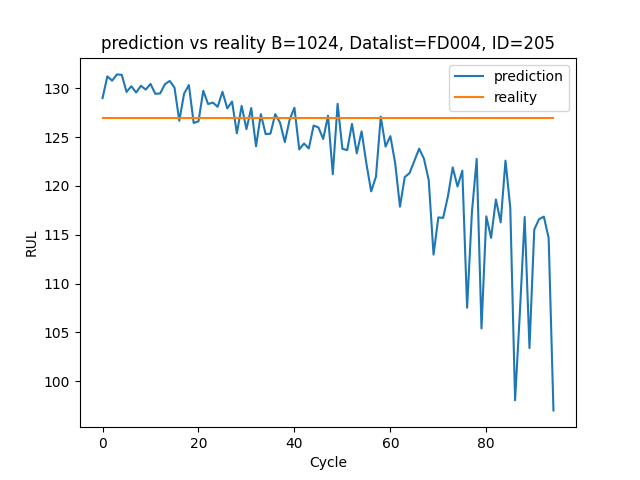 prediction vs reality B=1024, Datalist=FD004, ID=205
prediction
reality
RUL
130
125
120
115
110
105
100
0 20 40 60 80
Cycle